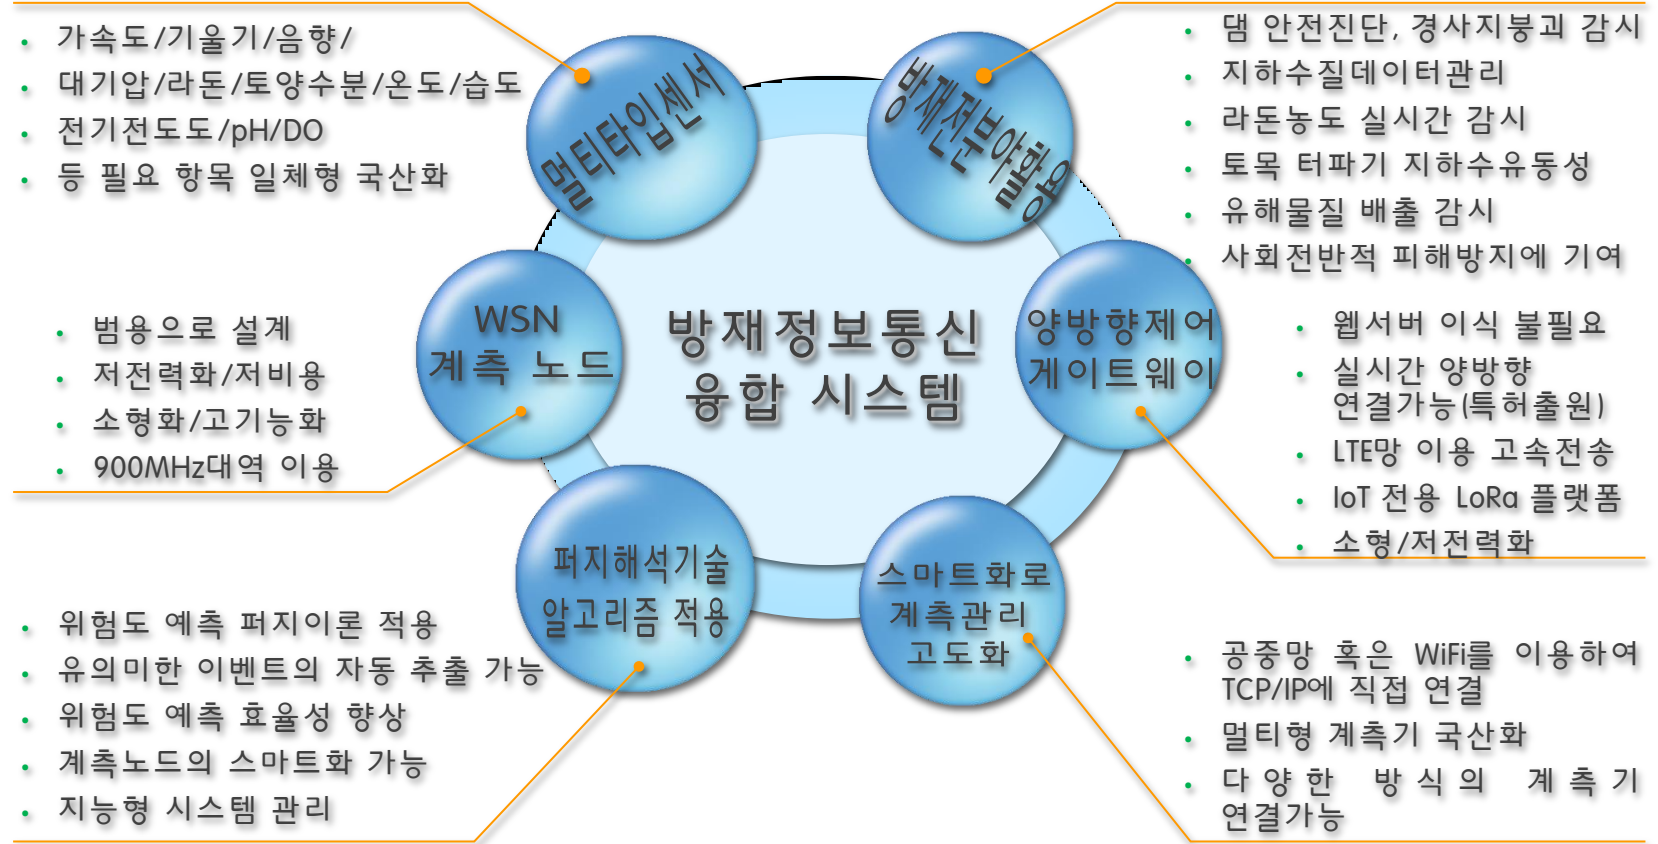 가속도/기울기/음향/
대기압/라돈/토양수분/온도/습도
전기전도도/pH/DO
등 필요 항목 일체형 국산화
멀티타입센서
방재전분야활용
댐 안전진단, 경사지붕괴 감시
지하수질데이터관리
라돈농도 실시간 감시
토목 터파기 지하수유동성
유해물질 배출 감시
사회전반적 피해방지에 기여
범용으로 설계
저전력화/저비용
소형화/고기능화
900MHz대역 이용
WSN
계측 노드
방재정보통신
융합 시스템
양방향제어
게이트웨이
웹서버 이식 불필요
실시간 양방향
연결가능(특허출원)
LTE망 이용 고속전송
IoT 전용 LoRa 플랫폼
소형/저전력화
퍼지해석기술
알고리즘 적용
스마트화로
계측관리
고도화
위험도 예측 퍼지이론 적용
유의미한 이벤트의 자동 추출 가능
위험도 예측 효율성 향상
계측노드의 스마트화 가능
지능형 시스템 관리
공중망 혹은 WiFi를 이용하여
TCP/IP에 직접 연결
멀티형 계측기 국산화
다양한 방식의 계측기
연결가능